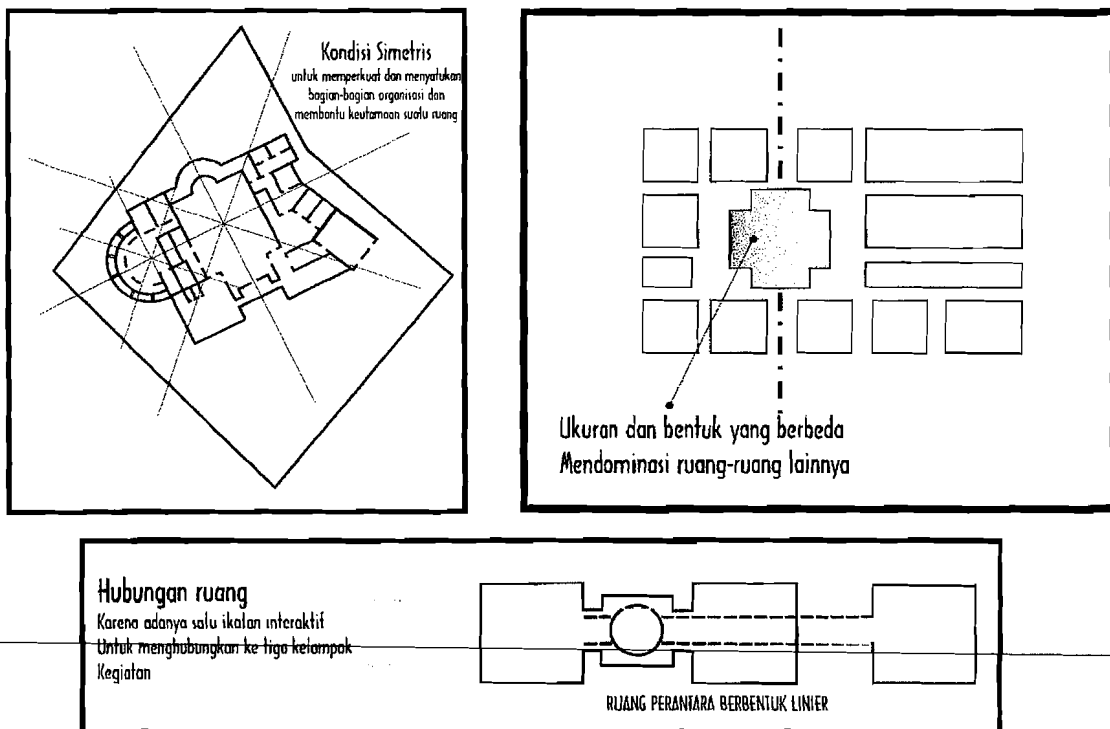 Kondisi Simetris
untuk memperkuat dan menyatukan
bagian-bagian organisasi dan
membantu keutamaan suatu ruang
Ukuran dan bentuk yang berbeda
Mendominasi ruang-ruang lainnya
Hubungan ruang
Karena adanya satu ikatan interaktif
Untuk menghubungkan ke tiga kelompok
Kegiatan
RUANG PERANTARA BERBENTUK LINIER